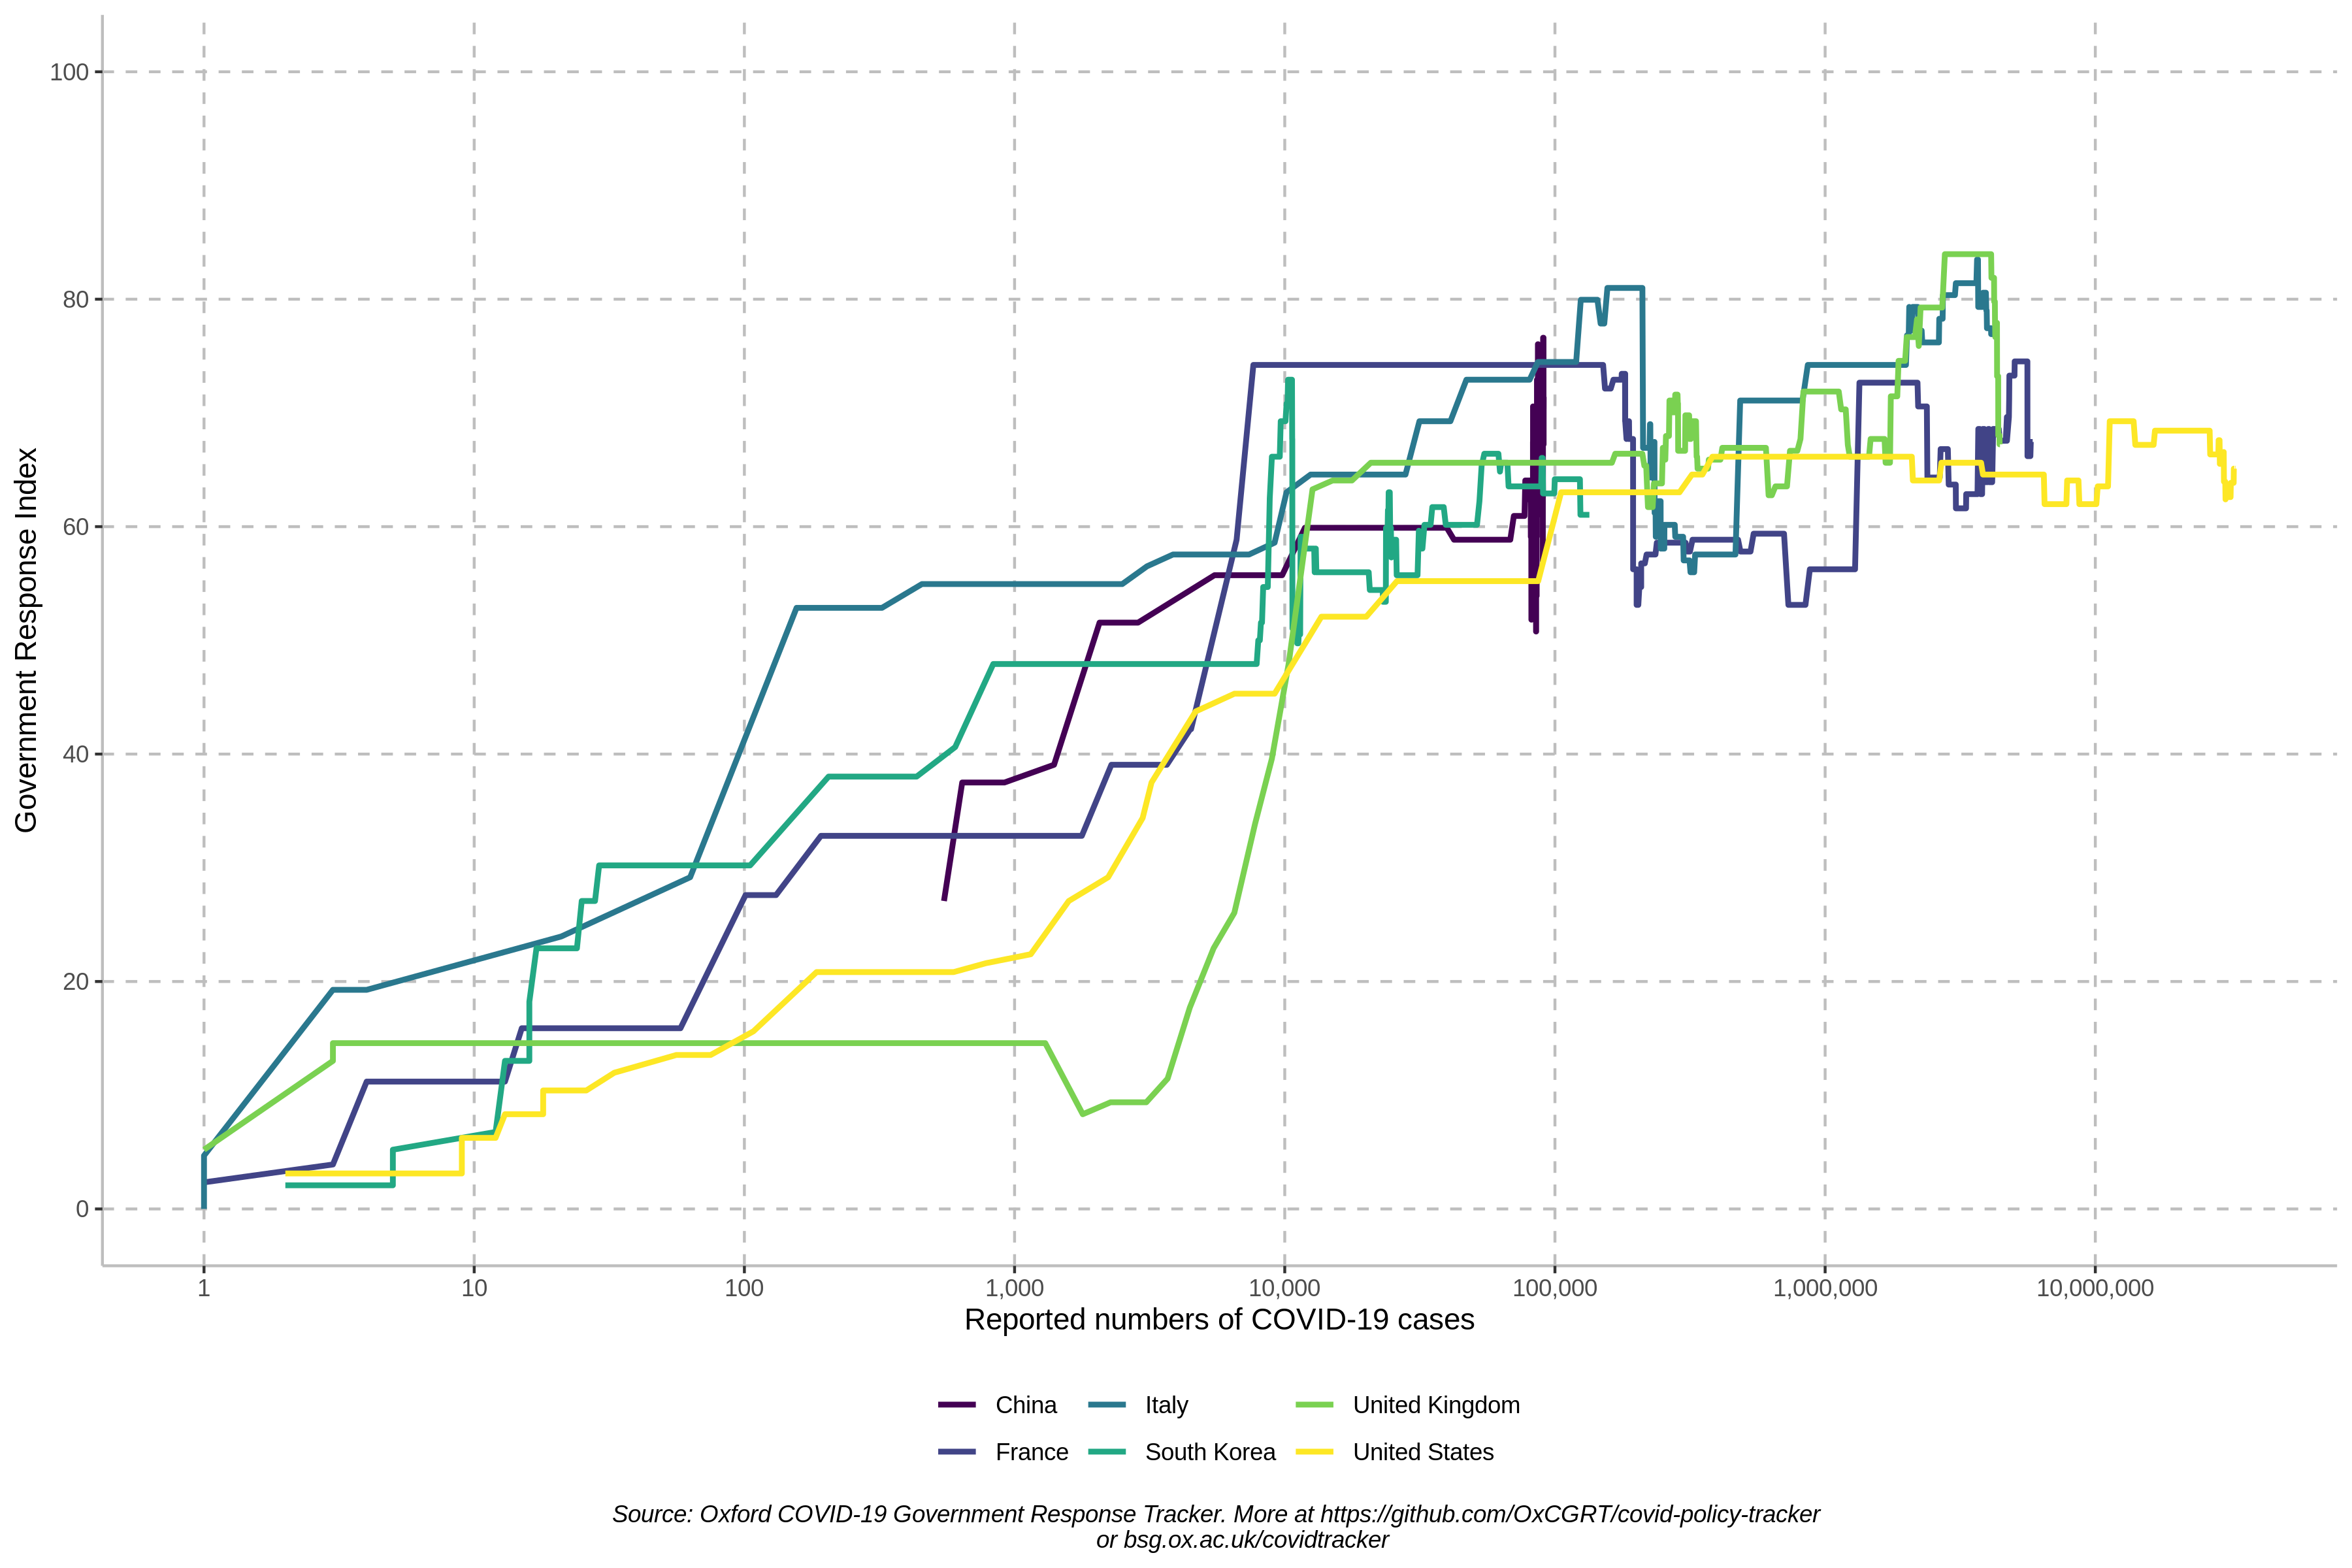 100
80
60
40
20
0
Government Response Index
1 10 100 1,000 10,000 100,000 1,000,000 10,000,000
Reported numbers of COVID-19 cases
China Italy United Kingdom
France South Korea United States
Source: Oxford COVID-19 Government Response Tracker. More at https://github.com/OxCGRT/covid-policy-tracker
or bsg.ox.ac.uk/covidtracker